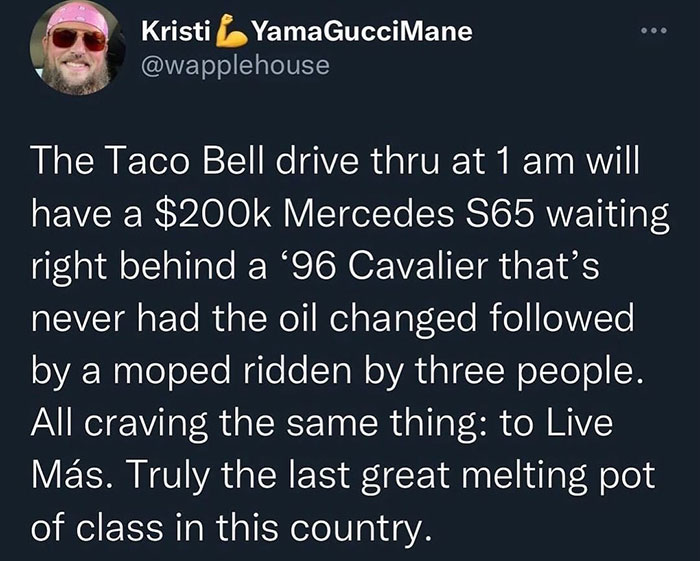 Kristi💪YamaGucciMane
@wapplehouse
The Taco Bell drive thru at 1 am will
have a $200k Mercedes S65 waiting
right behind a ‘96 Cavalier that’s
never had the oil changed followed
by a moped ridden by three people.
All craving the same thing: to Live
Más. Truly the last great melting pot
of class in this country.